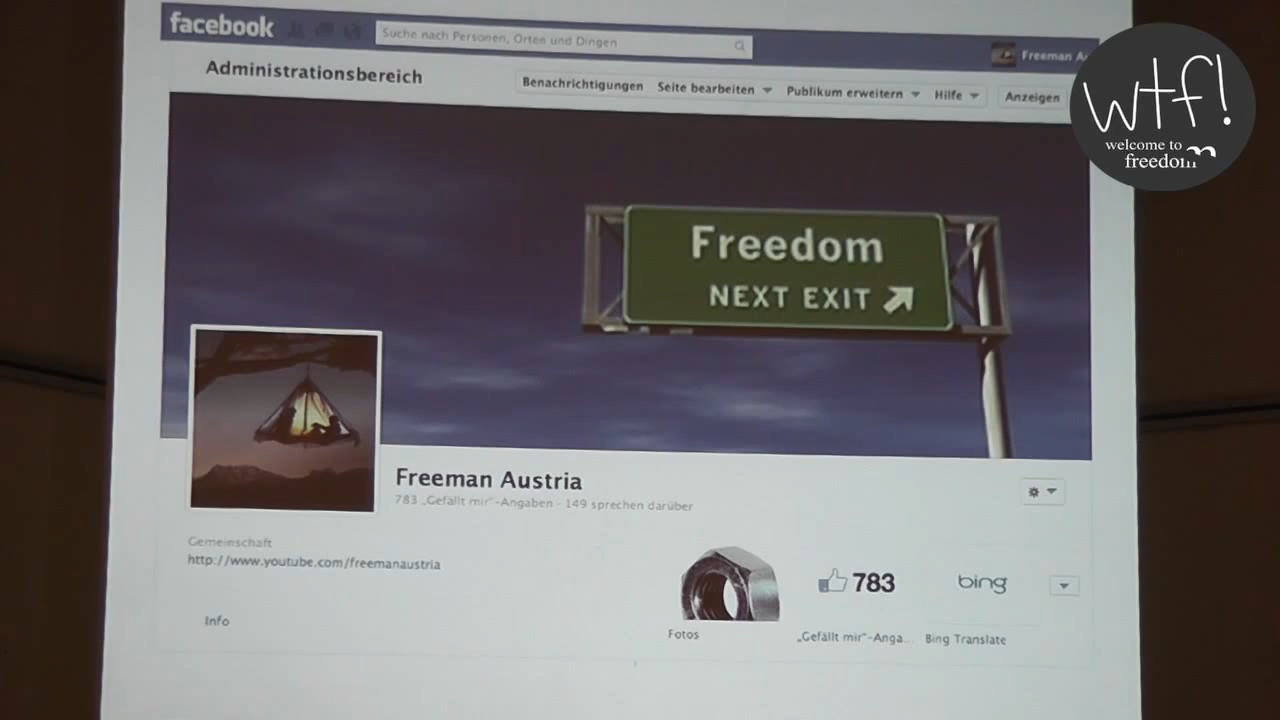 facebook
Suche nach Personen, Orten und Dingen
Freeman Au
wtf!
welcome to
freedom
Administrationsbereich
Benachrichtigungen Seite bearbeiten Publikum erweitern Hilfe Anzeigen
Freedom
NEXT EXIT
Freeman Austria
783 „Gefällt mir“-Angaben · 149 sprechen darüber
Gemeinschaft
http://www.youtube.com/freemanaustria
783
bing
Info
Fotos
„Gefällt mir“-Anga...
Bing Translate